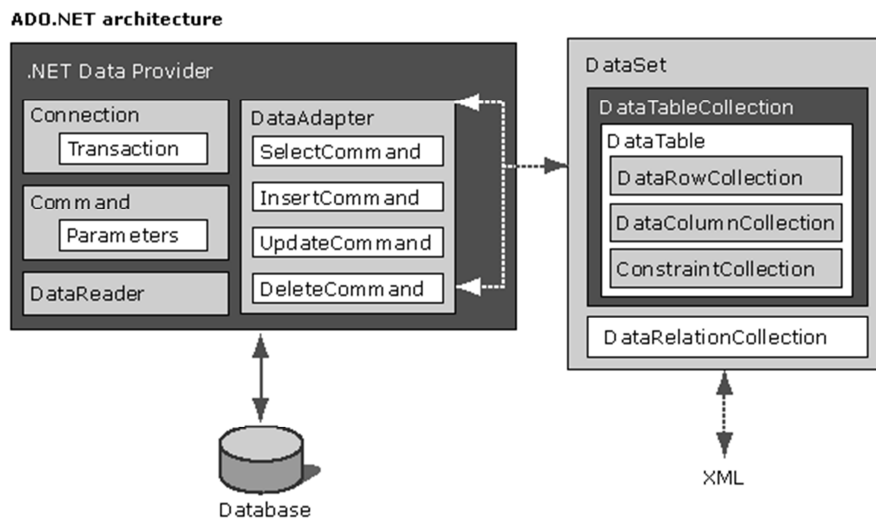 ADO.NET architecture
.NET Data Provider
Connection
Transaction
Command
Parameters
DataReader
DataAdapter
SelectCommand
InsertCommand
UpdateCommand
DeleteCommand
Database
DataSet
DataTableCollection
DataTable
DataRowCollection
DataColumnCollection
ConstraintCollection
DataRelationCollection
XML